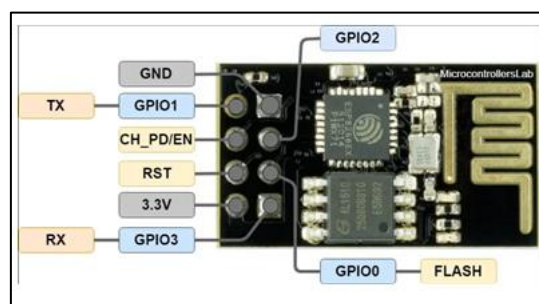 GPIO2
GND
MicrocontrollersLab
TX GPIO1
CH_PD/EN
RST
3.3V
RX GPIO3
GPIO0 FLASH